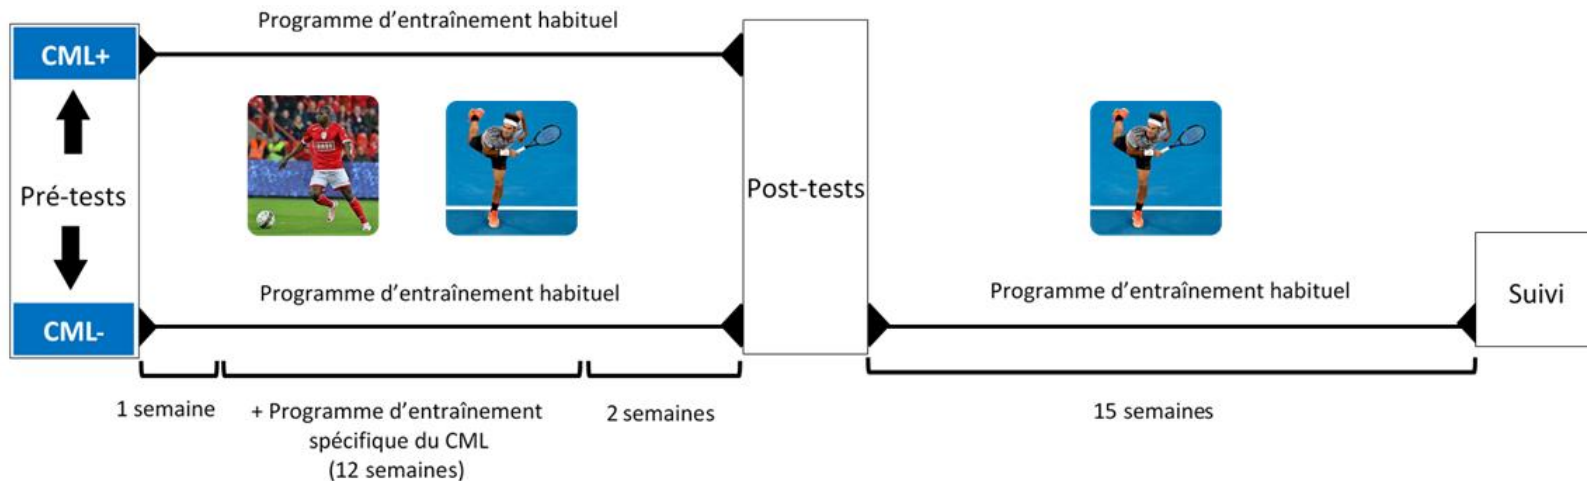 Programme d'entraînement habituel
CML+
Pré-tests
Post-tests
Programme d'entraînement habituel
Programme d'entraînement habituel
Suivi
CML-
1 semaine
+ Programme d'entraînement
spécifique du CML
(12 semaines)
2 semaines
15 semaines